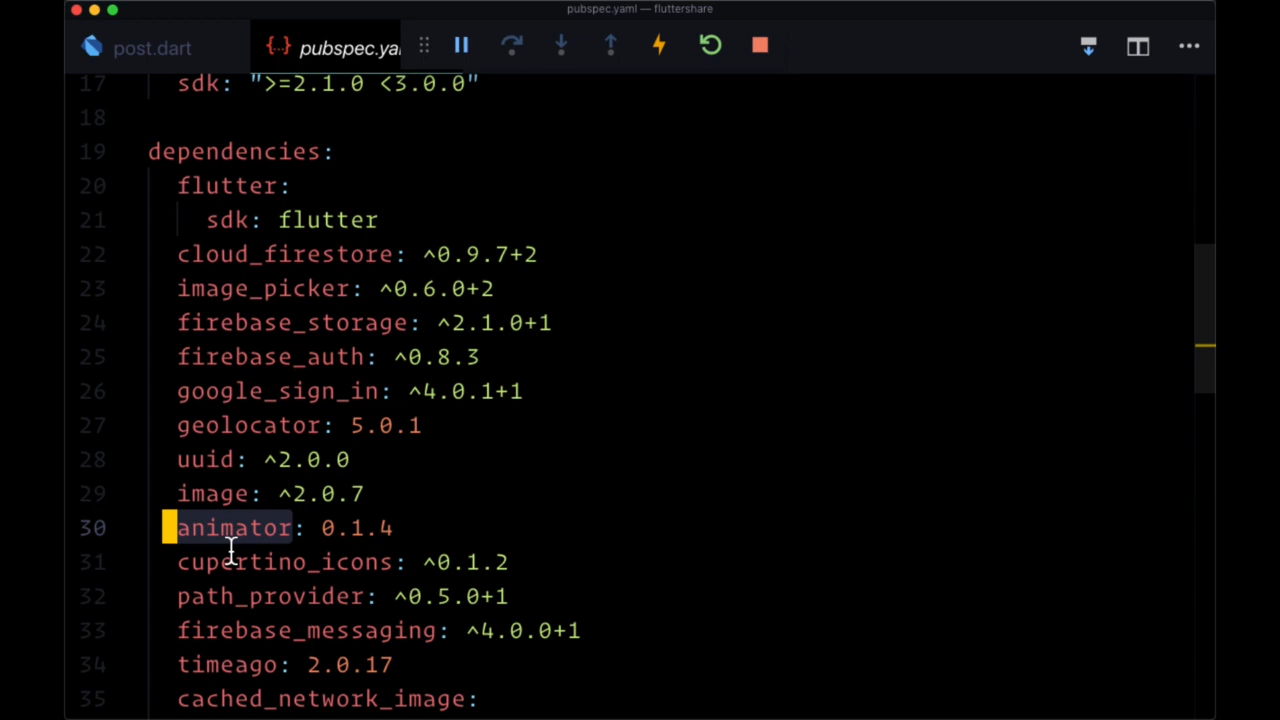 pubspec.yaml — fluttershare
post.dart
{..} pubspec.yai
17 sdk: ">=2.1.0 <3.0.0"
18
19 dependencies:
20 flutter:
21 sdk: flutter
22 cloud_firestore: ^0.9.7+2
23 image_picker: ^0.6.0+2
24 firebase_storage: ^2.1.0+1
25 firebase_auth: ^0.8.3
26 google_sign_in: ^4.0.1+1
27 geolocator: 5.0.1
28 uuid: ^2.0.0
29 image: ^2.0.7
30 animator: 0.1.4
31 cupertino_icons: ^0.1.2
32 path_provider: ^0.5.0+1
33 firebase_messaging: ^4.0.0+1
34 timeago: 2.0.17
35 cached_network_image: